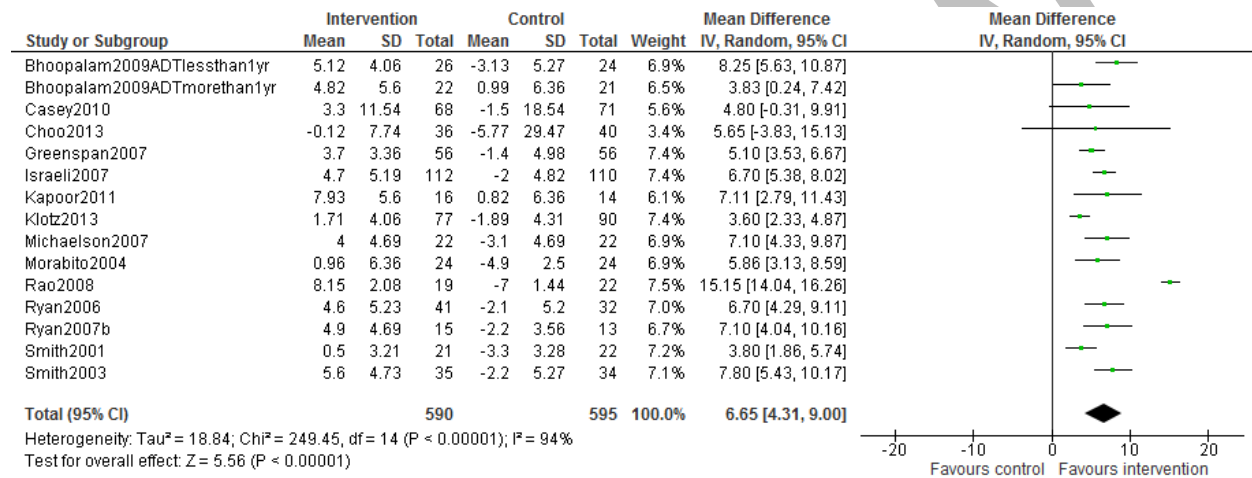 Intervention Control Mean Difference Mean Difference
Study or Subgroup Mean SD Total Mean SD Total Weight IV, Random, 95% CI IV, Random, 95% CI
Bhoopalam2009ADTlessthan1yr 5.12 4.06 26 -3.13 5.27 24 6.9% 8.25 [5.63, 10.87]
Bhoopalam2009ADTmorethan1yr 4.82 5.6 22 0.99 6.36 21 6.5% 3.83 [0.24, 7.42]
Casey2010 3.3 11.54 68 -1.5 18.54 71 5.6% 4.80 [-0.31, 9.91]
Choo2013 -0.12 7.74 36 -5.77 29.47 40 3.4% 5.65 [-3.83, 15.13]
Greenspan2007 3.7 3.36 56 -1.4 4.98 56 7.4% 5.10 [3.53, 6.67]
Israeli2007 4.7 5.19 112 -2 4.82 110 7.4% 6.70 [5.38, 8.02]
Kapoor2011 7.93 5.6 16 0.82 6.36 14 6.1% 7.11 [2.79, 11.43]
Klotz2013 1.71 4.06 77 -1.89 4.31 90 7.4% 3.60 [2.33, 4.87]
Michaelson2007 4 4.69 22 -3.1 4.69 22 6.9% 7.10 [4.33, 9.87]
Morabito2004 0.96 6.36 24 -4.9 2.5 24 6.9% 5.86 [3.13, 8.59]
Rao2008 8.15 2.08 19 -7 1.44 22 7.5% 15.15 [14.04, 16.26]
Ryan2006 4.6 5.23 41 -2.1 5.2 32 7.0% 6.70 [4.29, 9.11]
Ryan2007b 4.9 4.69 15 -2.2 3.56 13 6.7% 7.10 [4.04, 10.16]
Smith2001 0.5 3.21 21 -3.3 3.28 22 7.2% 3.80 [1.86, 5.74]
Smith2003 5.6 4.73 35 -2.2 5.27 34 7.1% 7.80 [5.43, 10.17]
Total (95% CI) 590 595 100.0% 6.65 [4.31, 9.00]
Heterogeneity: Tau² = 18.84; Chi² = 249.45, df = 14 (P < 0.00001); I² = 94%
Test for overall effect: Z = 5.56 (P < 0.00001)
-20 -10 0 10 20
Favours control Favours intervention